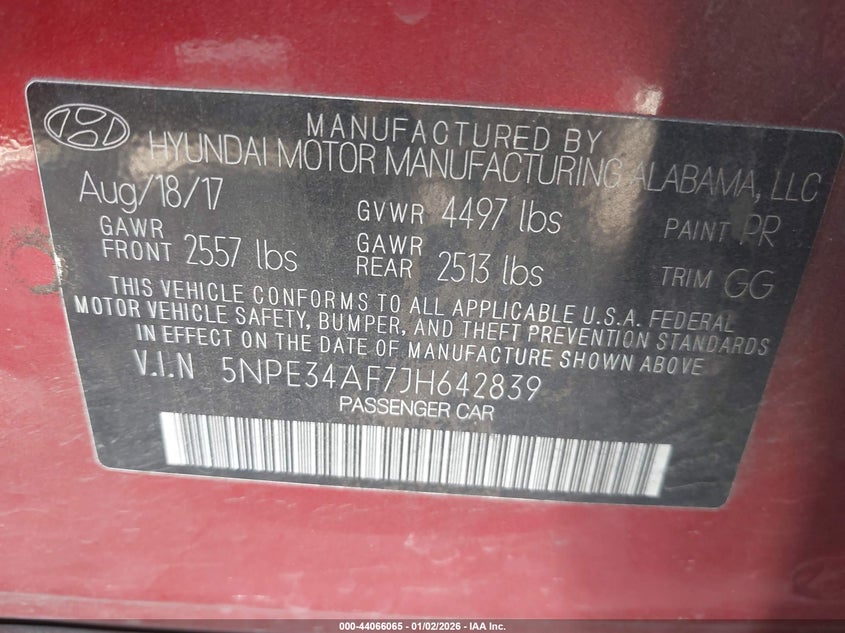 MANUFACTURED BY
HYUNDAI MOTOR MANUFACTURING ALABAMA, LLC
Aug/18/17 GVWR 4497 lbs PAINT PR
GAWR FRONT 2557 lbs GAWR REAR 2513 lbs TRIM GG
THIS VEHICLE CONFORMS TO ALL APPLICABLE U.S.A. FEDERAL
MOTOR VEHICLE SAFETY, BUMPER, AND THEFT PREVENTION STANDARDS
IN EFFECT ON THE DATE OF MANUFACTURE SHOWN ABOVE.
V.I.N 5NPE34AF7JH642839
PASSENGER CAR
000-44066065 - 01/02/2026 - IAA Inc.